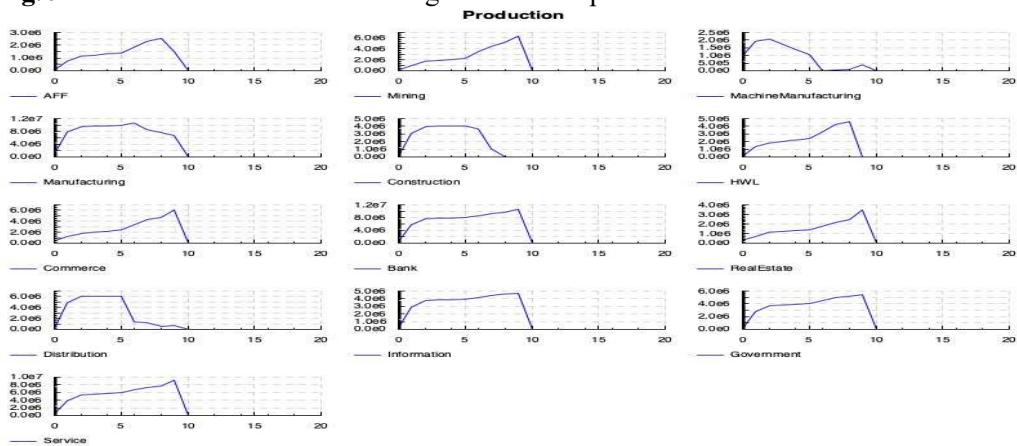 Production
3.0e6
2.0e6
1.0e6
0.0e0
0 5 10 15 20
AFF
6.0e6
4.0e6
2.0e6
0.0e0
0 5 10 15 20
Mining
2.5e6
2.0e6
1.5e6
1.0e6
5.0e5
0.0e0
0 5 10 15 20
MachineManufacturing
1.2e7
8.0e6
4.0e6
0.0e0
0 5 10 15 20
Manufacturing
5.0e6
4.0e6
3.0e6
2.0e6
1.0e6
0.0e0
0 5 10 15 20
Construction
5.0e6
4.0e6
3.0e6
2.0e6
1.0e6
0.0e0
0 5 10 15 20
HWL
6.0e6
4.0e6
2.0e6
0.0e0
0 5 10 15 20
Commerce
1.2e7
8.0e6
4.0e6
0.0e0
0 5 10 15 20
Bank
4.0e6
3.0e6
2.0e6
1.0e6
0.0e0
0 5 10 15 20
RealEstate
6.0e6
4.0e6
2.0e6
0.0e0
0 5 10 15 20
Distribution
5.0e6
4.0e6
3.0e6
2.0e6
1.0e6
0.0e0
0 5 10 15 20
Information
6.0e6
4.0e6
2.0e6
0.0e0
0 5 10 15 20
Government
1.0e7
8.0e6
6.0e6
4.0e6
2.0e6
0.0e0
0 5 10 15 20
Service